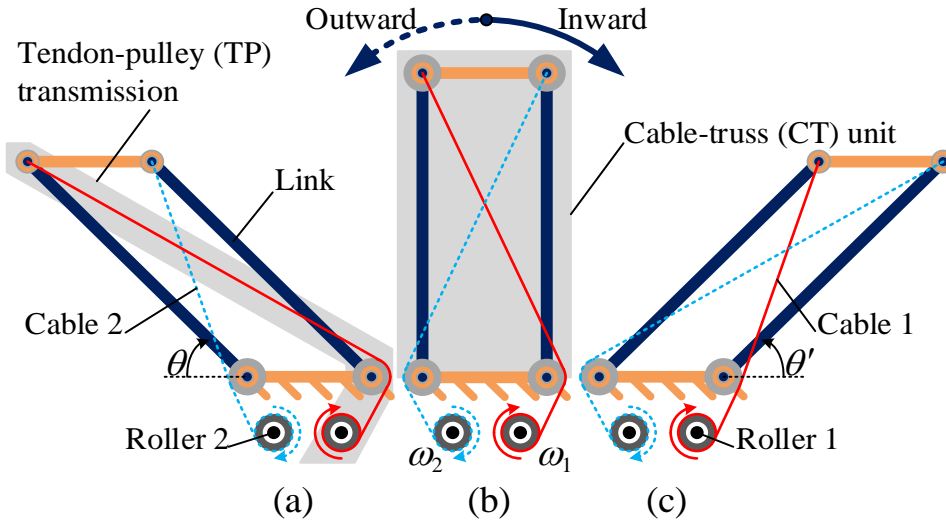 Outward
Inward
Tendon-pulley (TP)
transmission
Cable-truss (CT) unit
Link
Cable 2
Cable 1
θ
θ′
Roller 2
ω₂
ω₁
Roller 1
(a)
(b)
(c)